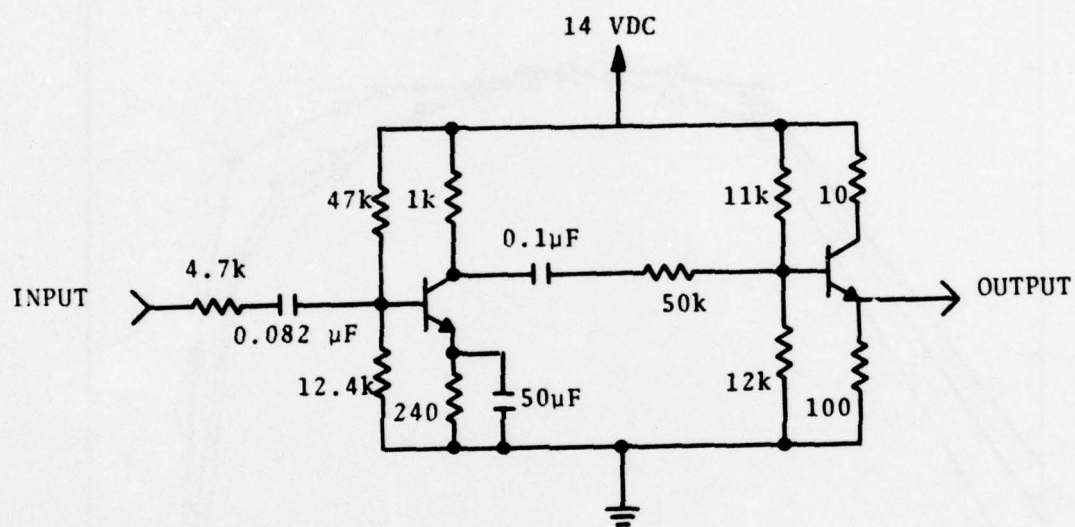 14 VDC
47k
1k
11k
10
0.1µF
4.7k
50k
INPUT
OUTPUT
0.082 µF
12.4k
240
50µF
12k
100